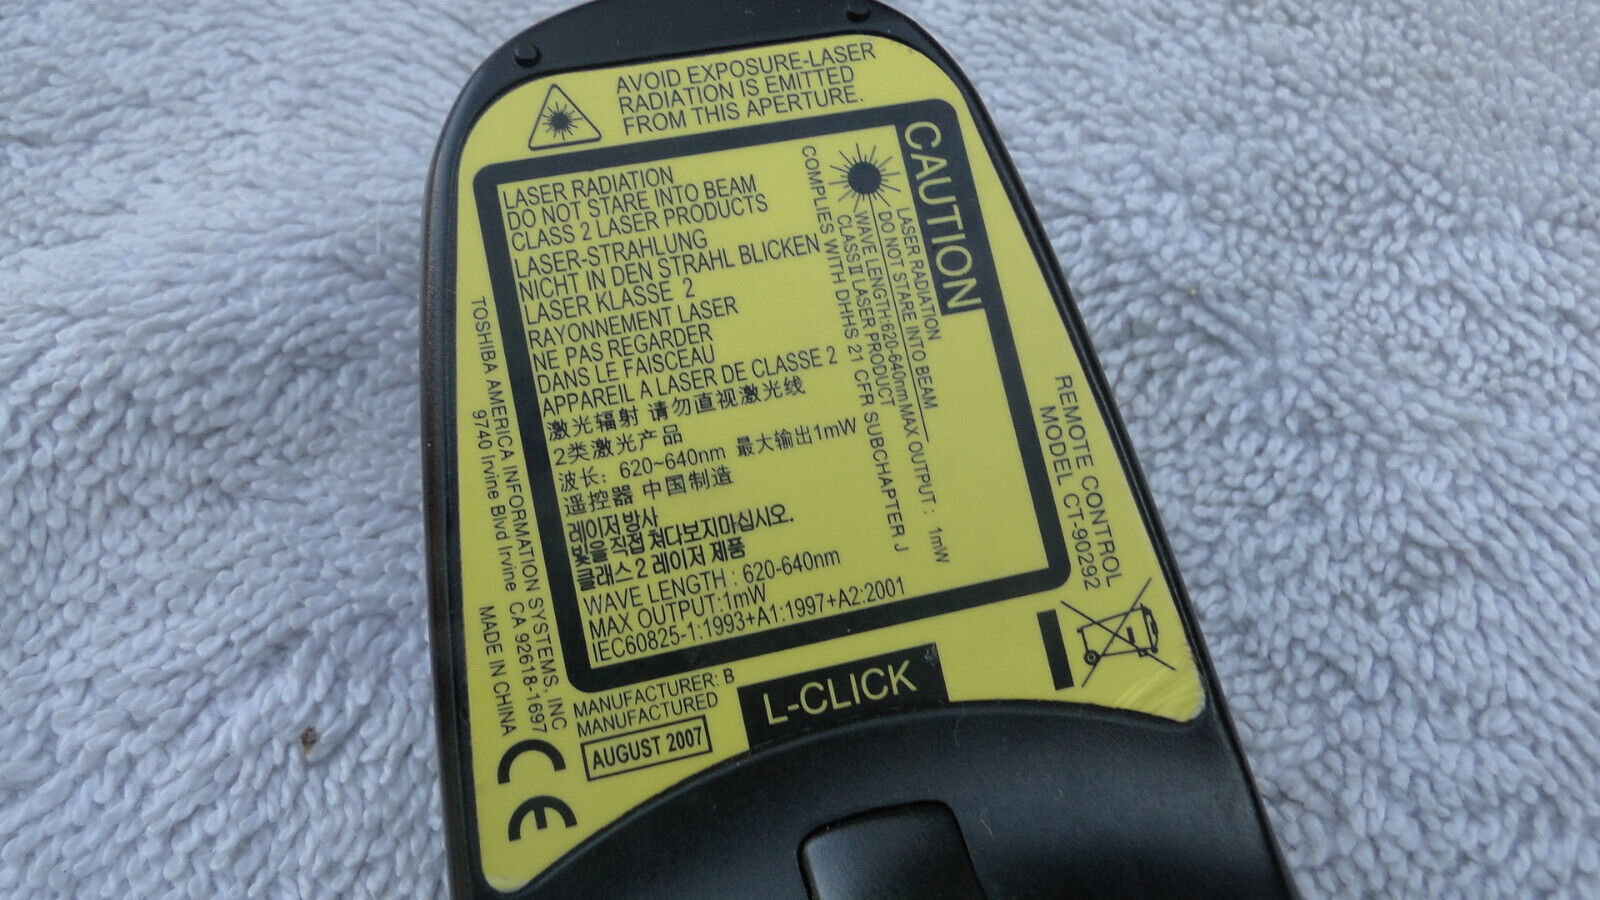 AVOID EXPOSURE-LASER
RADIATION IS EMITTED
FROM THIS APERTURE.
CAUTION
LASER RADIATION
DO NOT STARE INTO BEAM
WAVE LENGTH:620-640nm MAX OUTPUT : 1mW
CLASS II LASER PRODUCT
COMPLIES WITH DHHS 21 CFR SUBCHAPTER J
LASER RADIATION
DO NOT STARE INTO BEAM
CLASS 2 LASER PRODUCTS
LASER-STRAHLUNG
NICHT IN DEN STRAHL BLICKEN
LASER KLASSE 2
RAYONNEMENT LASER
NE PAS REGARDER
DANS LE FAISCEAU
APPAREIL A LASER DE CLASSE 2
激光辐射 请勿直视激光线
2类激光产品
波长: 620~640nm 最大输出1mW
遥控器 中国制造
레이저 방사
빛을 직접 쳐다보지마십시오.
클래스 2 레이저 제품
WAVE LENGTH : 620-640nm
MAX OUTPUT:1mW
IEC60825-1:1993+A1:1997+A2:2001
REMOTE CONTROL
MODEL CT-90292
TOSHIBA AMERICA INFORMATION SYSTEMS, INC
9740 Irvine Blvd Irvine CA 92618-1697
MADE IN CHINA
MANUFACTURER: B
MANUFACTURED
AUGUST 2007
L-CLICK
CE